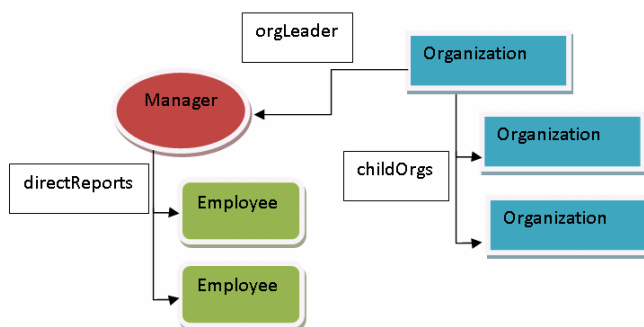 orgLeader
Organization
Manager
Organization
directReports
childOrgs
Employee
Organization
Employee